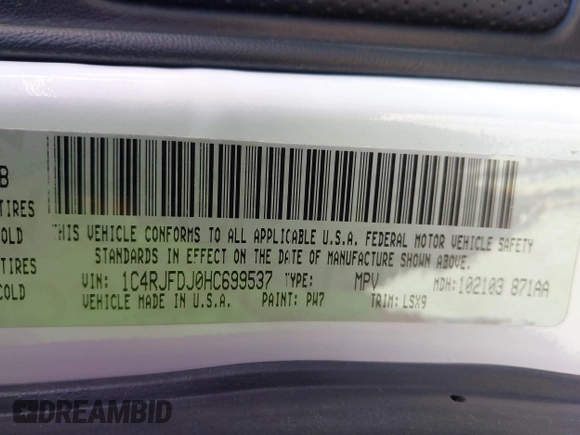 B
TIRES
COLD
TIRES
COLD
THIS VEHICLE CONFORMS TO ALL APPLICABLE U.S.A. FEDERAL MOTOR VEHICLE SAFETY
STANDARDS IN EFFECT ON THE DATE OF MANUFACTURE SHOWN ABOVE.
VIN: 1C4RJFDJ0HC699537 TYPE: MPV MDH: 102103 871AA
VEHICLE MADE IN U.S.A. PAINT: PW7 TRIM: LSX9
DREAMBID